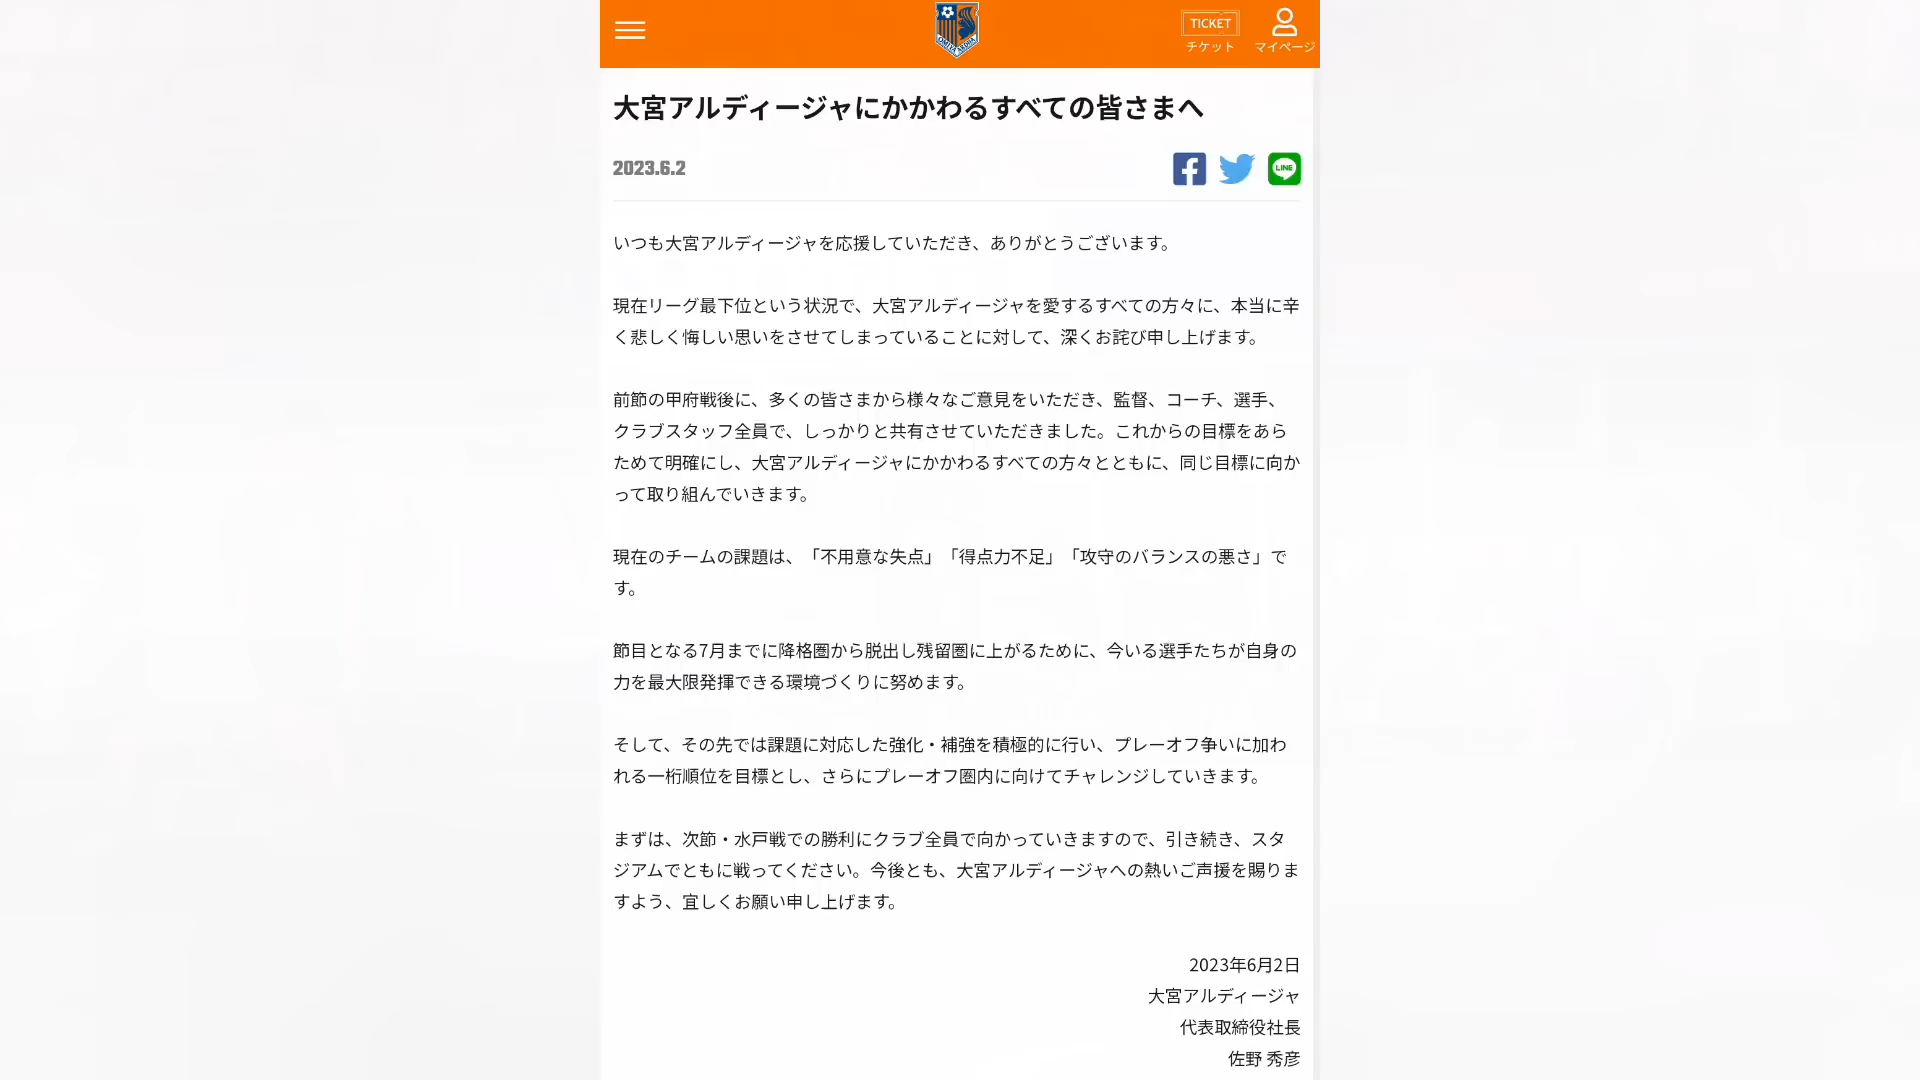 TICKET
チケット
マイページ
大宮アルディージャにかかわるすべての皆さまへ
2023.6.2
LINE
いつも大宮アルディージャを応援していただき、ありがとうございます。
現在リーグ最下位という状況で、大宮アルディージャを愛するすべての方々に、本当に辛
く悲しく悔しい思いをさせてしまっていることに対して、深くお詫び申し上げます。
前節の甲府戦後に、多くの皆さまから様々なご意見をいただき、監督、コーチ、選手、
クラブスタッフ全員で、しっかりと共有させていただきました。これからの目標をあら
ためて明確にし、大宮アルディージャにかかわるすべての方々とともに、同じ目標に向か
って取り組んでいきます。
現在のチームの課題は、「不用意な失点」「得点力不足」「攻守のバランスの悪さ」で
す。
節目となる7月までに降格圏から脱出し残留圏に上がるために、今いる選手たちが自身の
力を最大限発揮できる環境づくりに努めます。
そして、その先では課題に対応した強化・補強を積極的に行い、プレーオフ争いに加わ
れる一桁順位を目標とし、さらにプレーオフ圏内に向けてチャレンジしていきます。
まずは、次節・水戸戦での勝利にクラブ全員で向かっていきますので、引き続き、スタ
ジアムでともに戦ってください。今後とも、大宮アルディージャへの熱いご声援を賜りま
すよう、宜しくお願い申し上げます。
2023年6月2日
大宮アルディージャ
代表取締役社長
佐野 秀彦